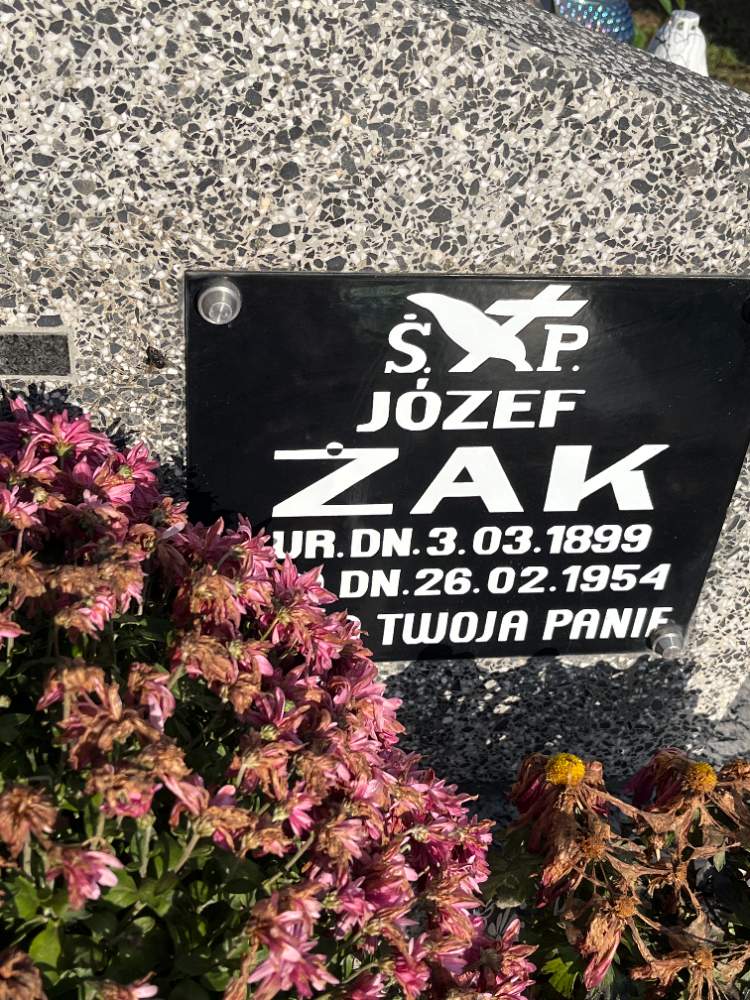 Ś. P.
JÓZEF
ŻAK
UR. DN. 3.03.1899
DN. 26.02.1954
TWOJA PANIE